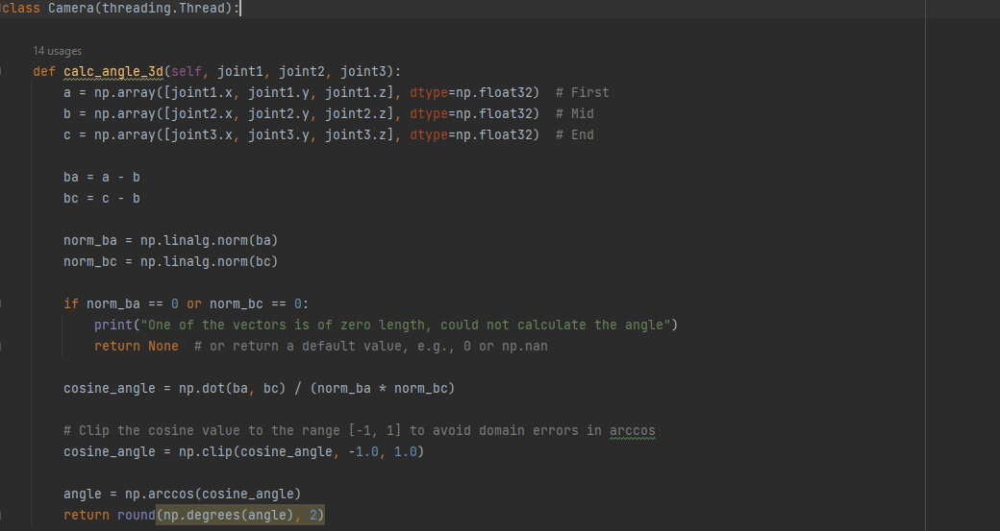 class Camera(threading.Thread):
14 usages
def calc_angle_3d(self, joint1, joint2, joint3):
a = np.array([joint1.x, joint1.y, joint1.z], dtype=np.float32)  # First
b = np.array([joint2.x, joint2.y, joint2.z], dtype=np.float32)  # Mid
c = np.array([joint3.x, joint3.y, joint3.z], dtype=np.float32)  # End
ba = a - b
bc = c - b
norm_ba = np.linalg.norm(ba)
norm_bc = np.linalg.norm(bc)
if norm_ba == 0 or norm_bc == 0:
print("One of the vectors is of zero length, could not calculate the angle")
return None  # or return a default value, e.g., 0 or np.nan
cosine_angle = np.dot(ba, bc) / (norm_ba * norm_bc)
# Clip the cosine value to the range [-1, 1] to avoid domain errors in arccos
cosine_angle = np.clip(cosine_angle, -1.0, 1.0)
angle = np.arccos(cosine_angle)
return round(np.degrees(angle), 2)